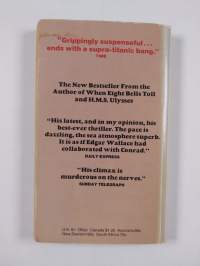 "Grippingly suspenseful...
ends with a supra-titanic bang."
TIME
The New Bestseller From the
Author of When Eight Bells Toll
and H.M.S. Ulysses
"His latest, and in my opinion, his
best-ever thriller. The pace is
dazzling, the sea atmosphere superb.
It is as if Edgar Wallace had
collaborated with Conrad."
DAILY EXPRESS
"His climax is
murderous on the nerves."
SUNDAY TELEGRAPH